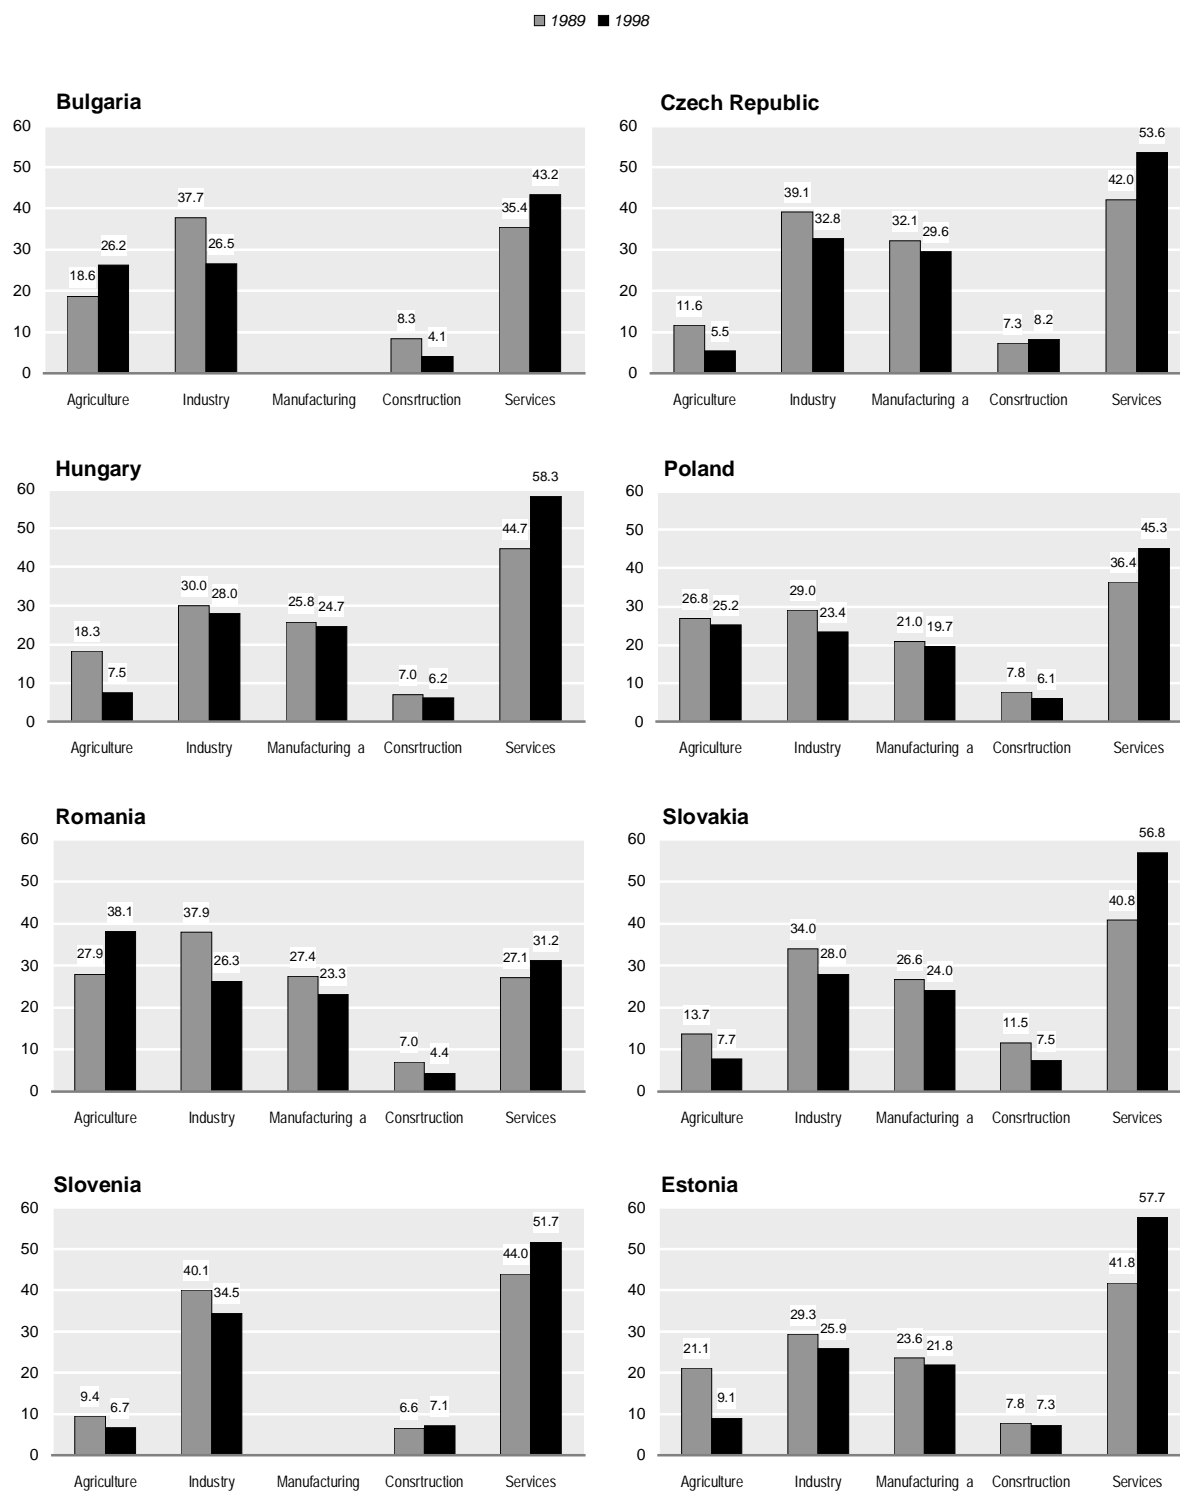 1989 1998
Bulgaria
60
50
40
30
20
10
0
18.6 26.2 37.7 26.5 8.3 4.1 35.4 43.2
Agriculture Industry Manufacturing Consrtruction Services
Czech Republic
60
50
40
30
20
10
0
11.6 5.5 39.1 32.8 32.1 29.6 7.3 8.2 42.0 53.6
Agriculture Industry Manufacturing a Consrtruction Services
Hungary
60
50
40
30
20
10
0
18.3 7.5 30.0 28.0 25.8 24.7 7.0 6.2 44.7 58.3
Agriculture Industry Manufacturing a Consrtruction Services
Poland
60
50
40
30
20
10
0
26.8 25.2 29.0 23.4 21.0 19.7 7.8 6.1 36.4 45.3
Agriculture Industry Manufacturing a Consrtruction Services
Romania
60
50
40
30
20
10
0
27.9 38.1 37.9 26.3 27.4 23.3 7.0 4.4 27.1 31.2
Agriculture Industry Manufacturing a Consrtruction Services
Slovakia
60
50
40
30
20
10
0
13.7 7.7 34.0 28.0 26.6 24.0 11.5 7.5 40.8 56.8
Agriculture Industry Manufacturing a Consrtruction Services
Slovenia
60
50
40
30
20
10
0
9.4 6.7 40.1 34.5 6.6 7.1 44.0 51.7
Agriculture Industry Manufacturing Consrtruction Services
Estonia
60
50
40
30
20
10
0
21.1 9.1 29.3 25.9 23.6 21.8 7.8 7.3 41.8 57.7
Agriculture Industry Manufacturing a Consrtruction Services